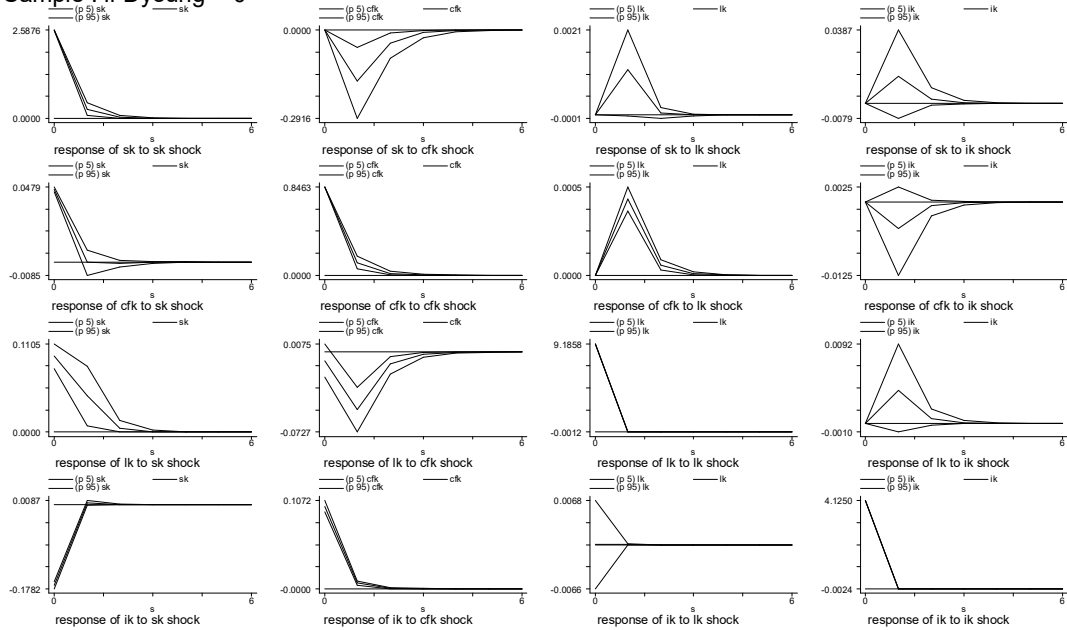 (p 5) sk sk
(p 95) sk
2.5876
0.0000
0 6
s
response of sk to sk shock
(p 5) cfk cfk
(p 95) cfk
0.0000
-0.2916
0 6
s
response of sk to cfk shock
(p 5) lk lk
(p 95) lk
0.0021
-0.0001
0 6
s
response of sk to lk shock
(p 5) ik ik
(p 95) ik
0.0387
-0.0079
0 6
s
response of sk to ik shock
(p 5) sk sk
(p 95) sk
0.0479
-0.0085
0 6
s
response of cfk to sk shock
(p 5) cfk cfk
(p 95) cfk
0.8463
0.0000
0 6
s
response of cfk to cfk shock
(p 5) lk lk
(p 95) lk
0.0005
0.0000
0 6
s
response of cfk to lk shock
(p 5) ik ik
(p 95) ik
0.0025
-0.0125
0 6
s
response of cfk to ik shock
(p 5) sk sk
(p 95) sk
0.1105
0.0000
0 6
s
response of lk to sk shock
(p 5) cfk cfk
(p 95) cfk
0.0075
-0.0727
0 6
s
response of lk to cfk shock
(p 5) lk lk
(p 95) lk
9.1858
-0.0012
0 6
s
response of lk to lk shock
(p 5) ik ik
(p 95) ik
0.0092
-0.0010
0 6
s
response of lk to ik shock
(p 5) sk sk
(p 95) sk
0.0087
-0.1782
0 6
s
response of ik to sk shock
(p 5) cfk cfk
(p 95) cfk
0.1072
-0.0000
0 6
s
response of ik to cfk shock
(p 5) lk lk
(p 95) lk
0.0068
-0.0066
0 6
s
response of ik to lk shock
(p 5) ik ik
(p 95) ik
4.1250
-0.0024
0 6
s
response of ik to ik shock